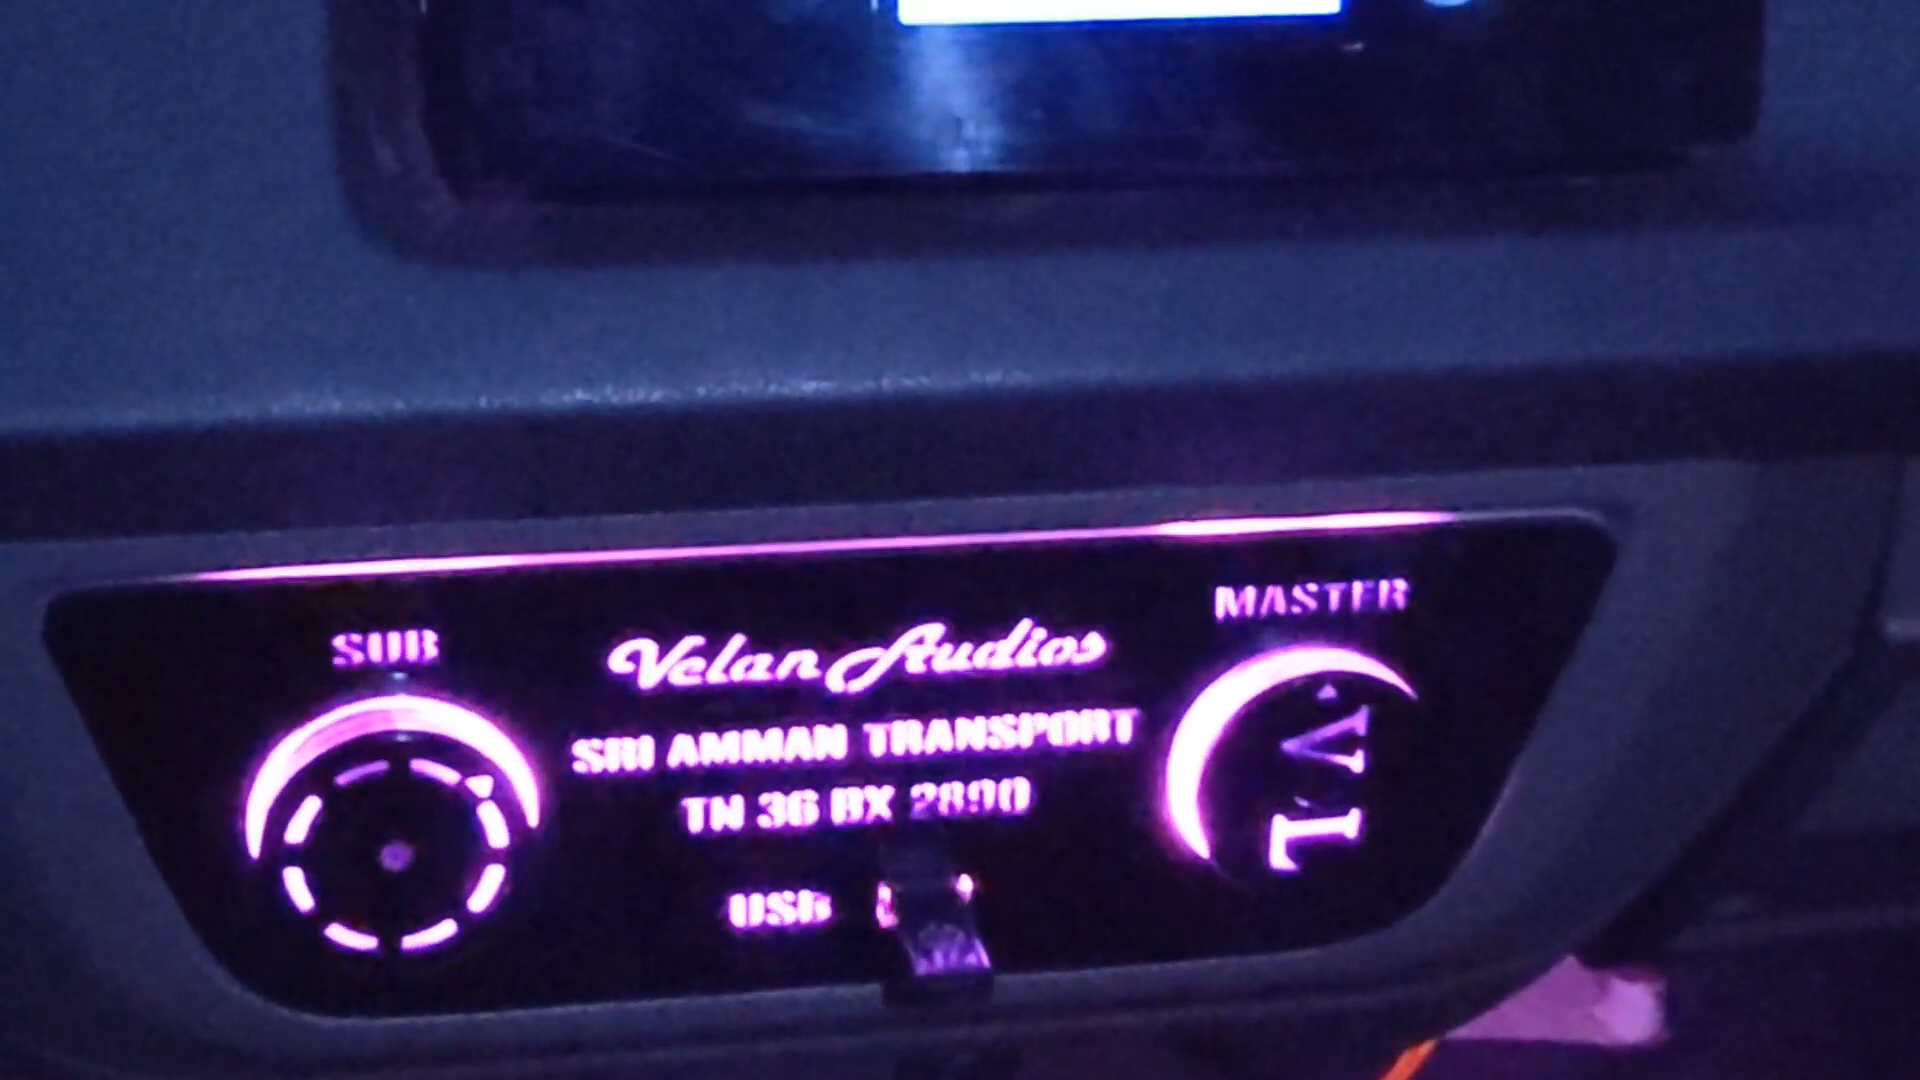 MASTER
SUB
Velan Audios
SRI AMMAN TRANSPORT
TN 36 BX 2890
USB
V L